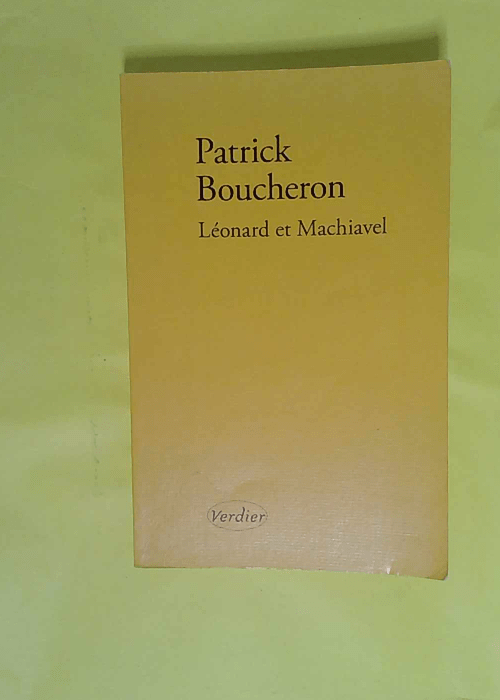 Patrick
Boucheron
Léonard et Machiavel
Verdier